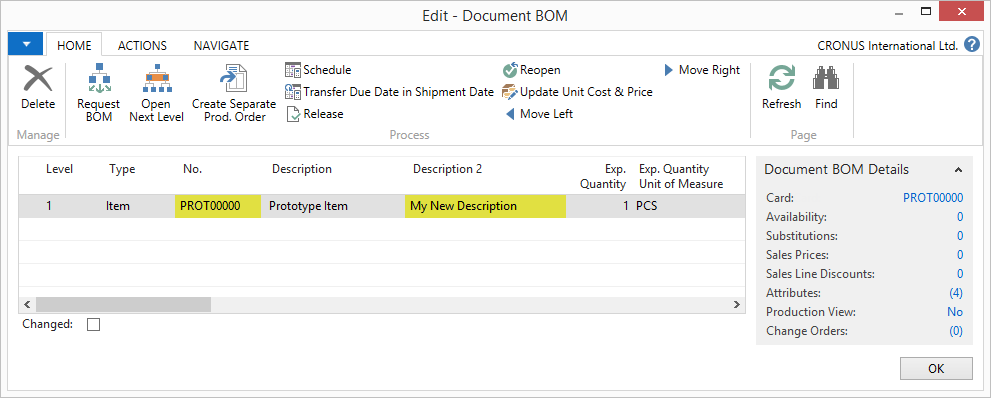 Edit - Document BOM
HOME ACTIONS NAVIGATE CRONUS International Ltd. ?
Delete
Request BOM
Open Next Level
Create Separate Prod. Order
Schedule
Transfer Due Date in Shipment Date
Release
Reopen
Update Unit Cost & Price
Move Left
Move Right
Refresh
Find
Manage Process Page
Level Type No. Description Description 2 Exp. Quantity Exp. Quantity Unit of Measure
1 Item PROT00000 Prototype Item My New Description 1 PCS
Changed:
Document BOM Details
Card: PROT00000
Availability: 0
Substitutions: 0
Sales Prices: 0
Sales Line Discounts: 0
Attributes: (4)
Production View: No
Change Orders: (0)
OK